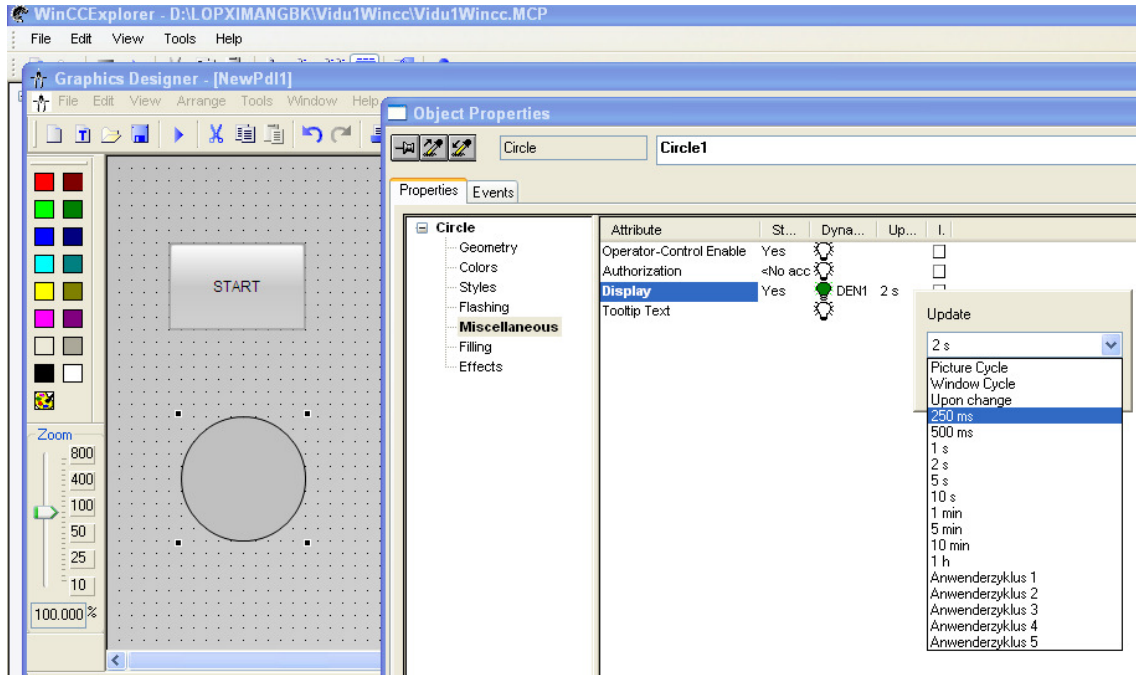 WinCCExplorer - D:\LOPXIMANGBK\Vidu1Wincc\Vidu1Wincc.MCP
File Edit View Tools Help
Graphics Designer - [NewPdl1]
File Edit View Arrange Tools Window Help
Object Properties
Circle Circle1
Properties Events
Circle
Geometry
Colors
Styles
Flashing
Miscellaneous
Filling
Effects
Attribute St... Dyna... Up... I.
Operator-Control Enable Yes
Authorization <No acc
Display Yes DEN1 2 s
Tooltip Text
START
Update
2 s
Picture Cycle
Window Cycle
Upon change
250 ms
500 ms
1 s
2 s
5 s
10 s
1 min
5 min
10 min
1 h
Anwenderzyklus 1
Anwenderzyklus 2
Anwenderzyklus 3
Anwenderzyklus 4
Anwenderzyklus 5
Zoom
800
400
100
50
25
10
100.000 %